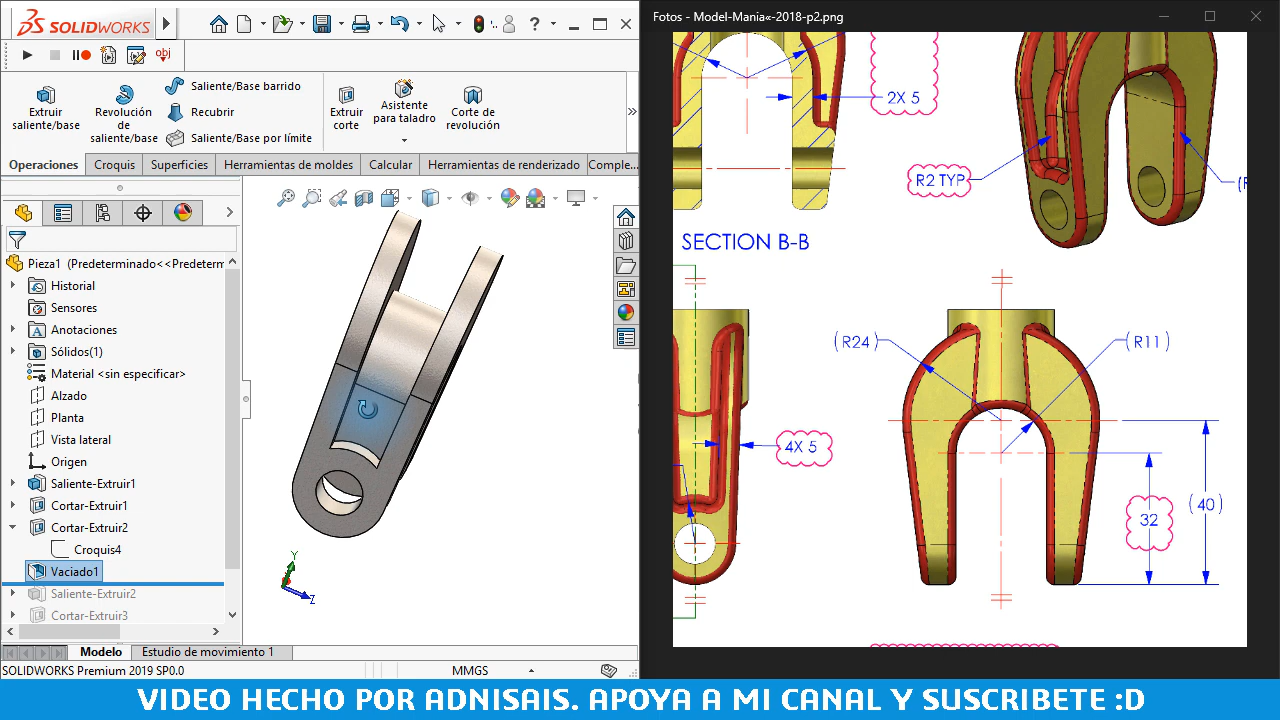 SOLIDWORKS
obj
Extruir
saliente/base
Revolución
de
saliente/base
Saliente/Base barrido
Recubrir
Saliente/Base por límite
Extruir
corte
Asistente
para taladro
Corte de
revolución
Operaciones
Croquis
Superficies
Herramientas de m
Calcular
Herramientas de renderizado
Comple...
Pieza1 (Predeterminado<<Predeterm
Historial
Sensores
Anotaciones
Sólidos(1)
Material <sin especificar>
Alzado
Planta
Vista lateral
Origen
Saliente-Extruir1
Cortar-Extruir1
Cortar-Extruir2
Croquis4
Vaciado1
Saliente-Extruir2
Cortar-Extruir3
Y
Z
Modelo
Estudio de movimiento 1
SOLIDWORKS Premium 2019 SP0.0
MMGS
Fotos - Model-Mania«-2018-p2.png
2X 5
R2 TYP
(R
SECTION B-B
(R24)
(R11)
4X 5
32
(40)
VIDEO HECHO POR ADNISAIS. APOYA A MI CANAL Y SUSCRIBETE :D